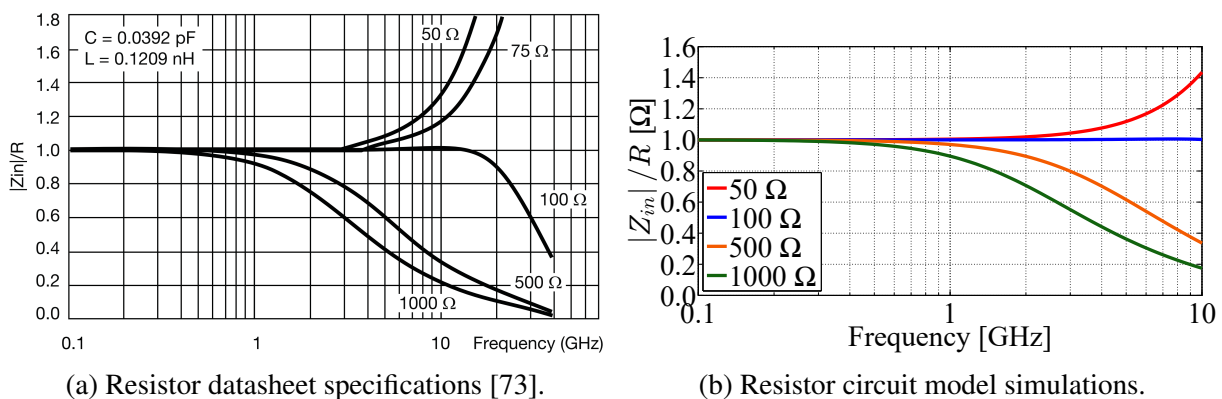 C = 0.0392 pF
L = 0.1209 nH
1.8
1.6
1.4
1.2
1.0
0.8
0.6
0.4
0.2
0.0
|Zin|/R
50 Ω
75 Ω
100 Ω
500 Ω
1000 Ω
0.1
1
10
Frequency (GHz)
(a) Resistor datasheet specifications [73].
1.6
1.4
1.2
1.0
0.8
0.6
0.4
0.2
0.0
|Z_in| /R [Ω]
50 Ω
100 Ω
500 Ω
1000 Ω
0.1
1
10
Frequency [GHz]
(b) Resistor circuit model simulations.